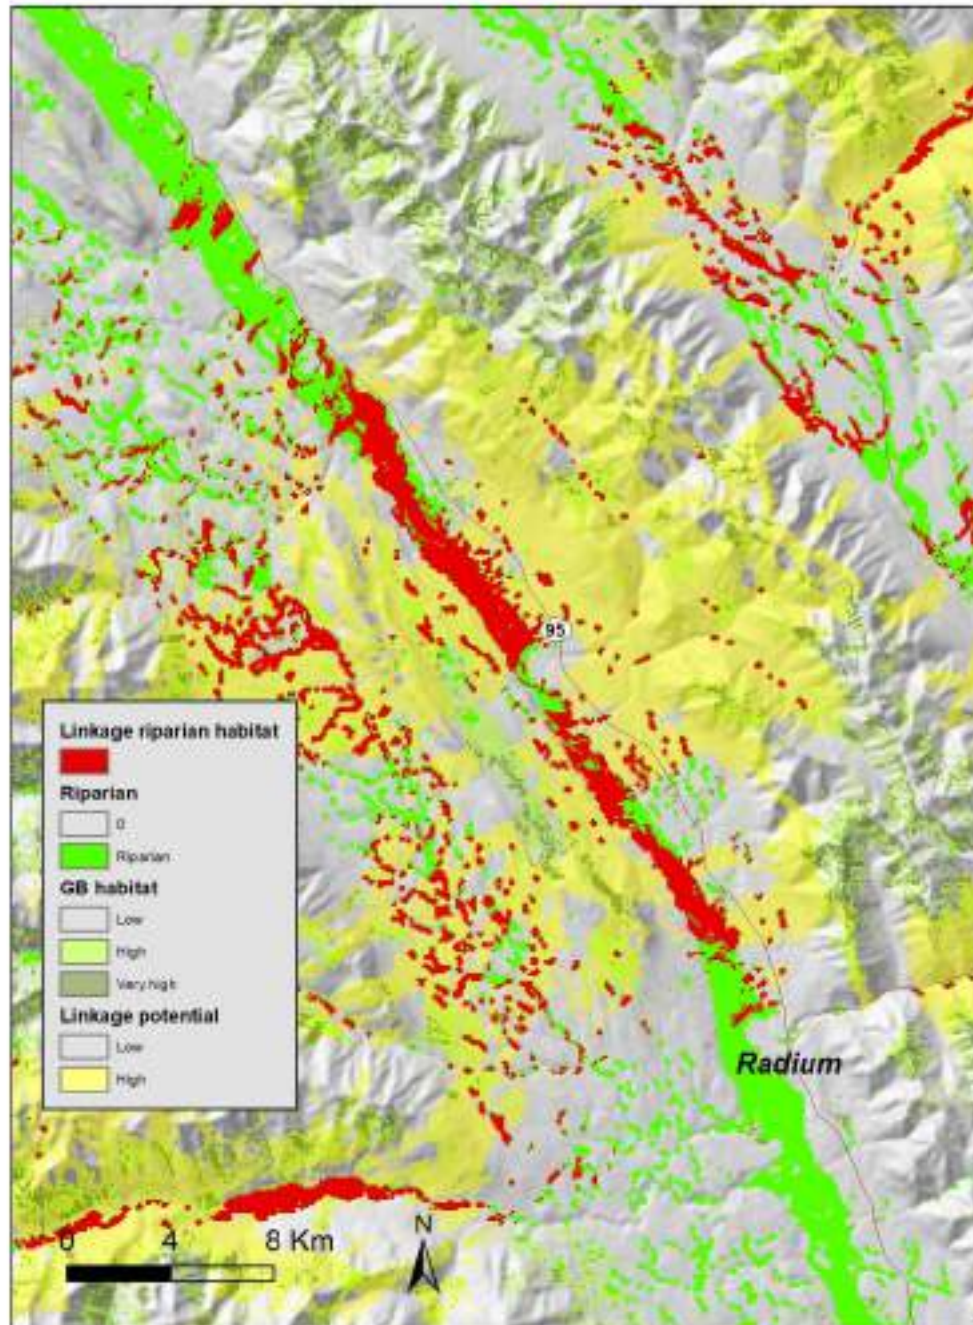 95
Linkage riparian habitat
Riparian
0
Riparian
GB habitat
Low
High
Very high
Linkage potential
Low
High
Radium
N
0 4 8 Km